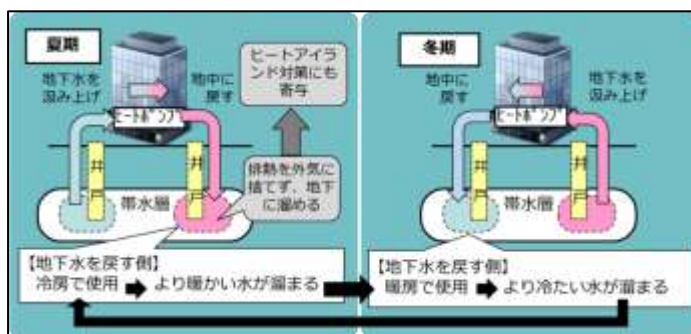 夏期
ヒートアイラ
ンド対策にも
寄与
地下水を
汲み上げ
地中に
戻す
ヒートポンプ
排熱を外気に
捨てず、地下
に溜める
井
戸
井
戸
帯水層
【地下水を戻す側】
冷房で使用 より暖かい水が溜まる
冬期
地中に
戻す
地下水を
汲み上げ
ヒートポンプ
井
戸
井
戸
帯水層
【地下水を戻す側】
暖房で使用 より冷たい水が溜まる